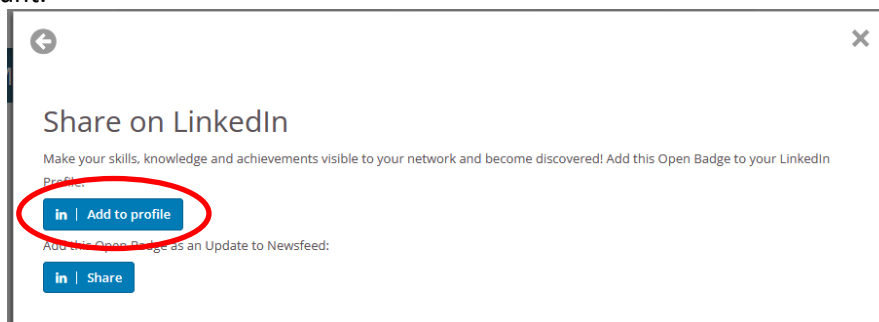 Share on LinkedIn
Make your skills, knowledge and achievements visible to your network and become discovered! Add this Open Badge to your LinkedIn
Profile:
in | Add to profile
Add this Open Badge as an Update to Newsfeed:
in | Share